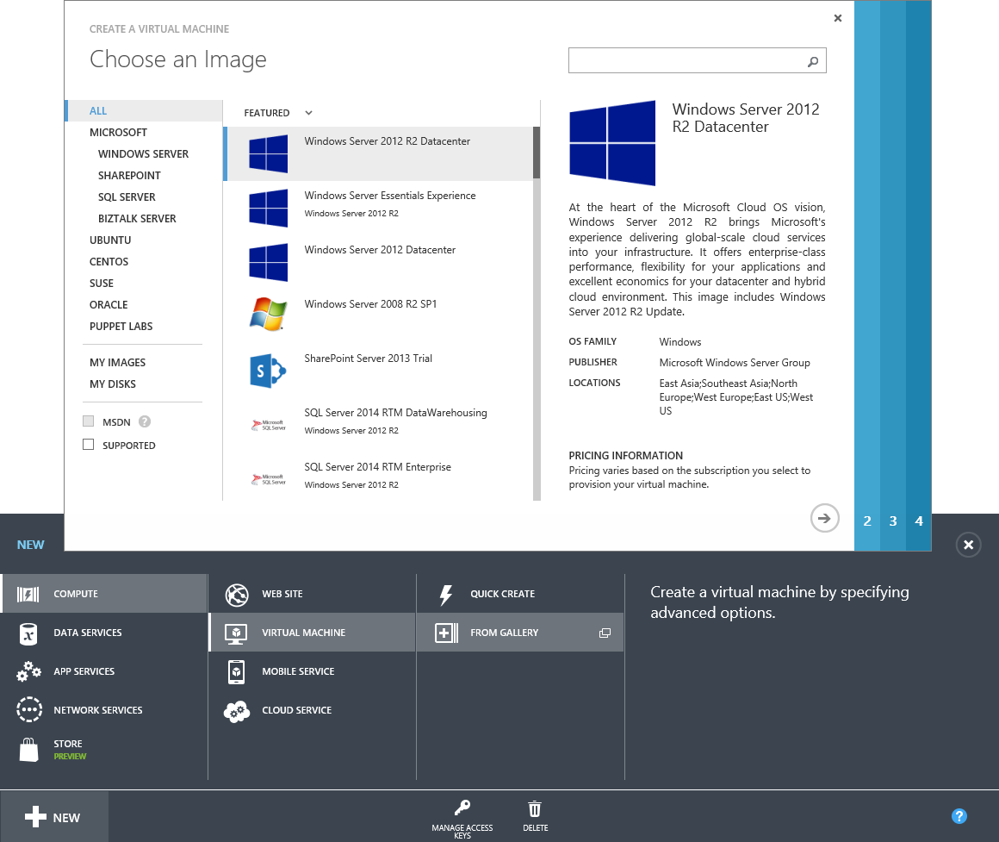 CREATE A VIRTUAL MACHINE
Choose an Image
ALL
MICROSOFT
WINDOWS SERVER
SHAREPOINT
SQL SERVER
BIZTALK SERVER
UBUNTU
CENTOS
SUSE
ORACLE
PUPPET LABS
MY IMAGES
MY DISKS
MSDN ?
SUPPORTED
FEATURED
Windows Server 2012 R2 Datacenter
Windows Server Essentials Experience
Windows Server 2012 R2
Windows Server 2012 Datacenter
Windows Server 2008 R2 SP1
S
SharePoint Server 2013 Trial
Microsoft
SQL Server
SQL Server 2014 RTM DataWarehousing
Windows Server 2012 R2
Microsoft
SQL Server
SQL Server 2014 RTM Enterprise
Windows Server 2012 R2
Windows Server 2012
R2 Datacenter
At the heart of the Microsoft Cloud OS vision,
Windows Server 2012 R2 brings Microsoft's
experience delivering global-scale cloud services
into your infrastructure. It offers enterprise-class
performance, flexibility for your applications and
excellent economics for your datacenter and hybrid
cloud environment. This image includes Windows
Server 2012 R2 Update.
OS FAMILY Windows
PUBLISHER Microsoft Windows Server Group
LOCATIONS East Asia;Southeast Asia;North
Europe;West Europe;East US;West
US
PRICING INFORMATION
Pricing varies based on the subscription you select to
provision your virtual machine.
2 3 4
NEW
COMPUTE
DATA SERVICES
APP SERVICES
NETWORK SERVICES
STORE
PREVIEW
WEB SITE
VIRTUAL MACHINE
MOBILE SERVICE
CLOUD SERVICE
QUICK CREATE
FROM GALLERY
Create a virtual machine by specifying
advanced options.
NEW
MANAGE ACCESS
KEYS
DELETE
?